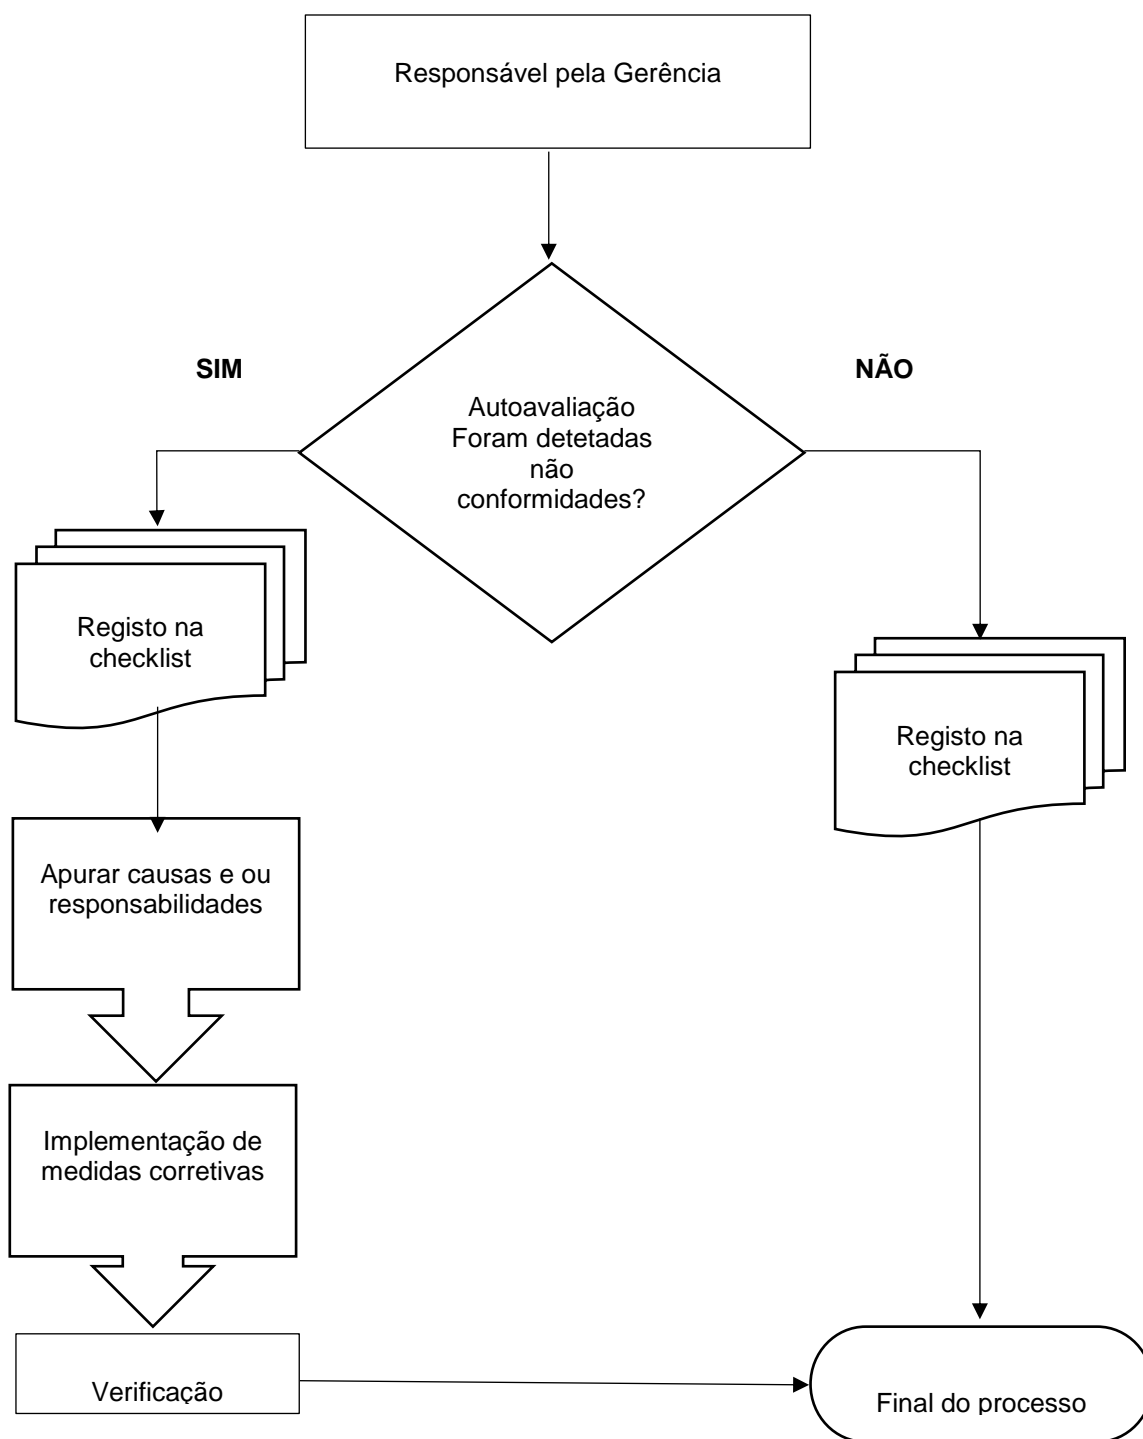 Responsável pela Gerência
SIM
NÃO
Autoavaliação
Foram detetadas
não
conformidades?
Registo na
checklist
Registo na
checklist
Apurar causas e ou
responsabilidades
Implementação de
medidas corretivas
Verificação
Final do processo